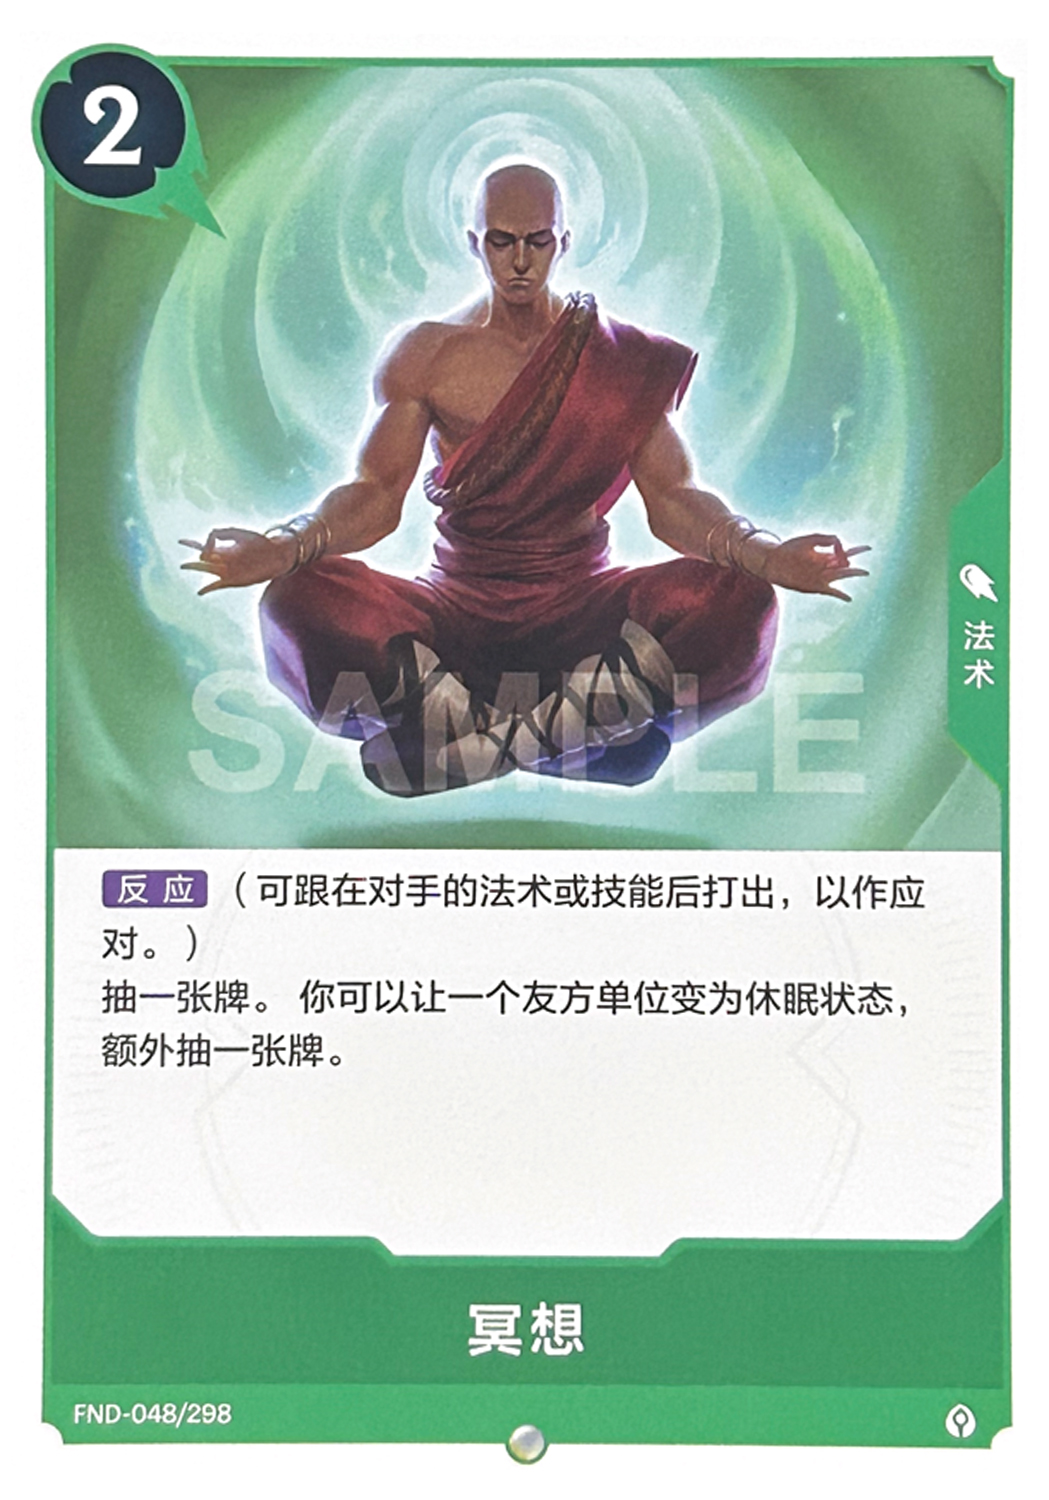 2
法术
SAMPLE
反应 （可跟在对手的法术或技能后打出，以作应
对。）
抽一张牌。 你可以让一个友方单位变为休眠状态，
额外抽一张牌。
冥想
FND-048/298